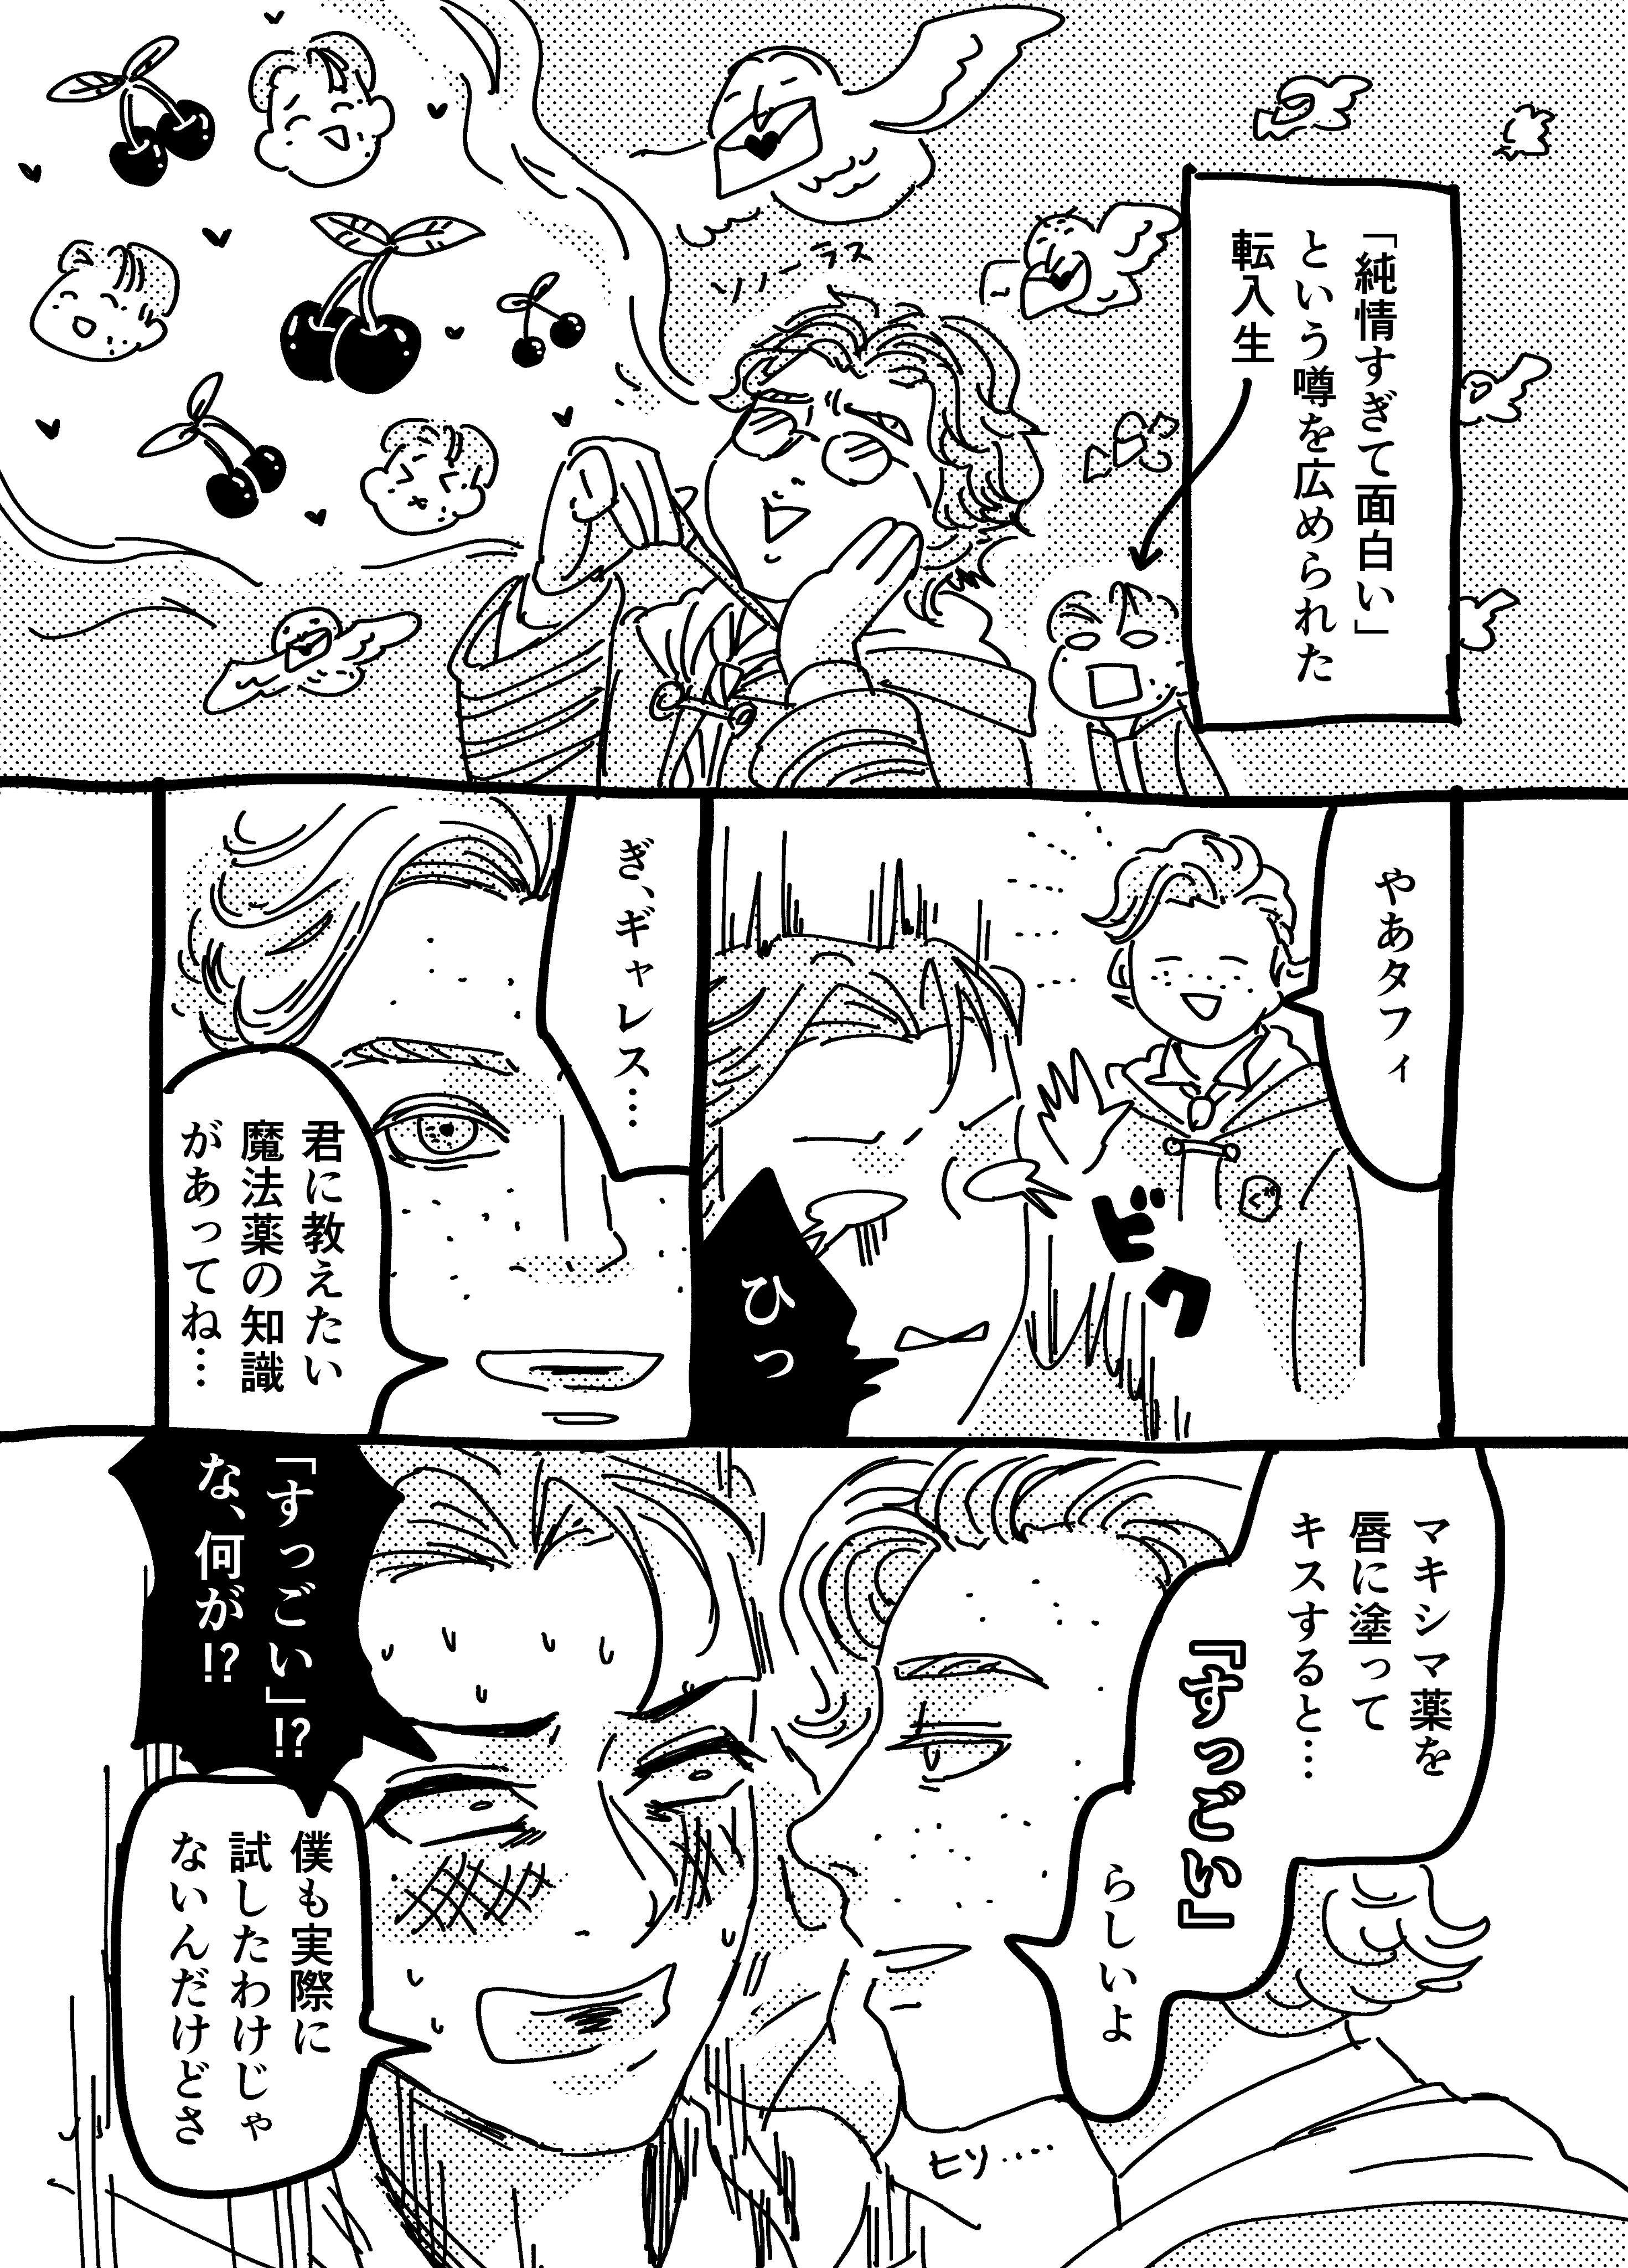 「純情すぎて面白い」
という噂を広められた
転入生
ソリーラス
やあタフィ
ぐ
ビク
ひっ
ぎ、ギャレス…
君に教えたい
魔法薬の知識
があってね…
マキシマ薬を
唇に塗って
キスすると…
『すっごい』
らしいよ
ヒソ……
「すっごい」!?
な、何が!?
僕も実際に
試したわけじゃ
ないんだけどさ